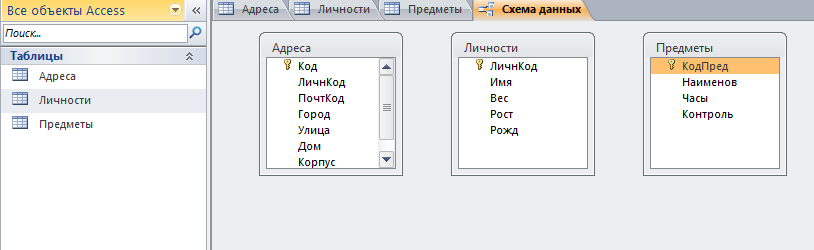 Все объекты Access
Поиск...
Таблицы
Адреса
Личности
Предметы
Адреса
Личности
Предметы
Схема данных
Адреса
Код
ЛичнКод
ПочтКод
Город
Улица
Дом
Корпус
Личности
ЛичнКод
Имя
Вес
Рост
Рожд
Предметы
КодПред
Наименов
Часы
Контроль